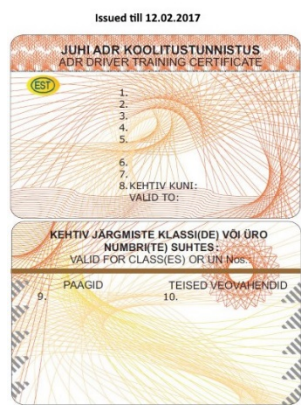 Issued till 12.02.2017
JUHI ADR KOOLITUSTUNNISTUS
ADR DRIVER TRAINING CERTIFICATE
EST
1.
2.
3.
4.
5.
6.
7.
8. KEHTIV KUNI:
VALID TO:
KEHTIV JÄRGMISTE KLASSI(DE) VÕI ÜRO
NUMBRI(TE) SUHTES:
VALID FOR CLASS(ES) OR UN Nos.:
PAAGID TEISED VEOVAHENDID
9. 10.